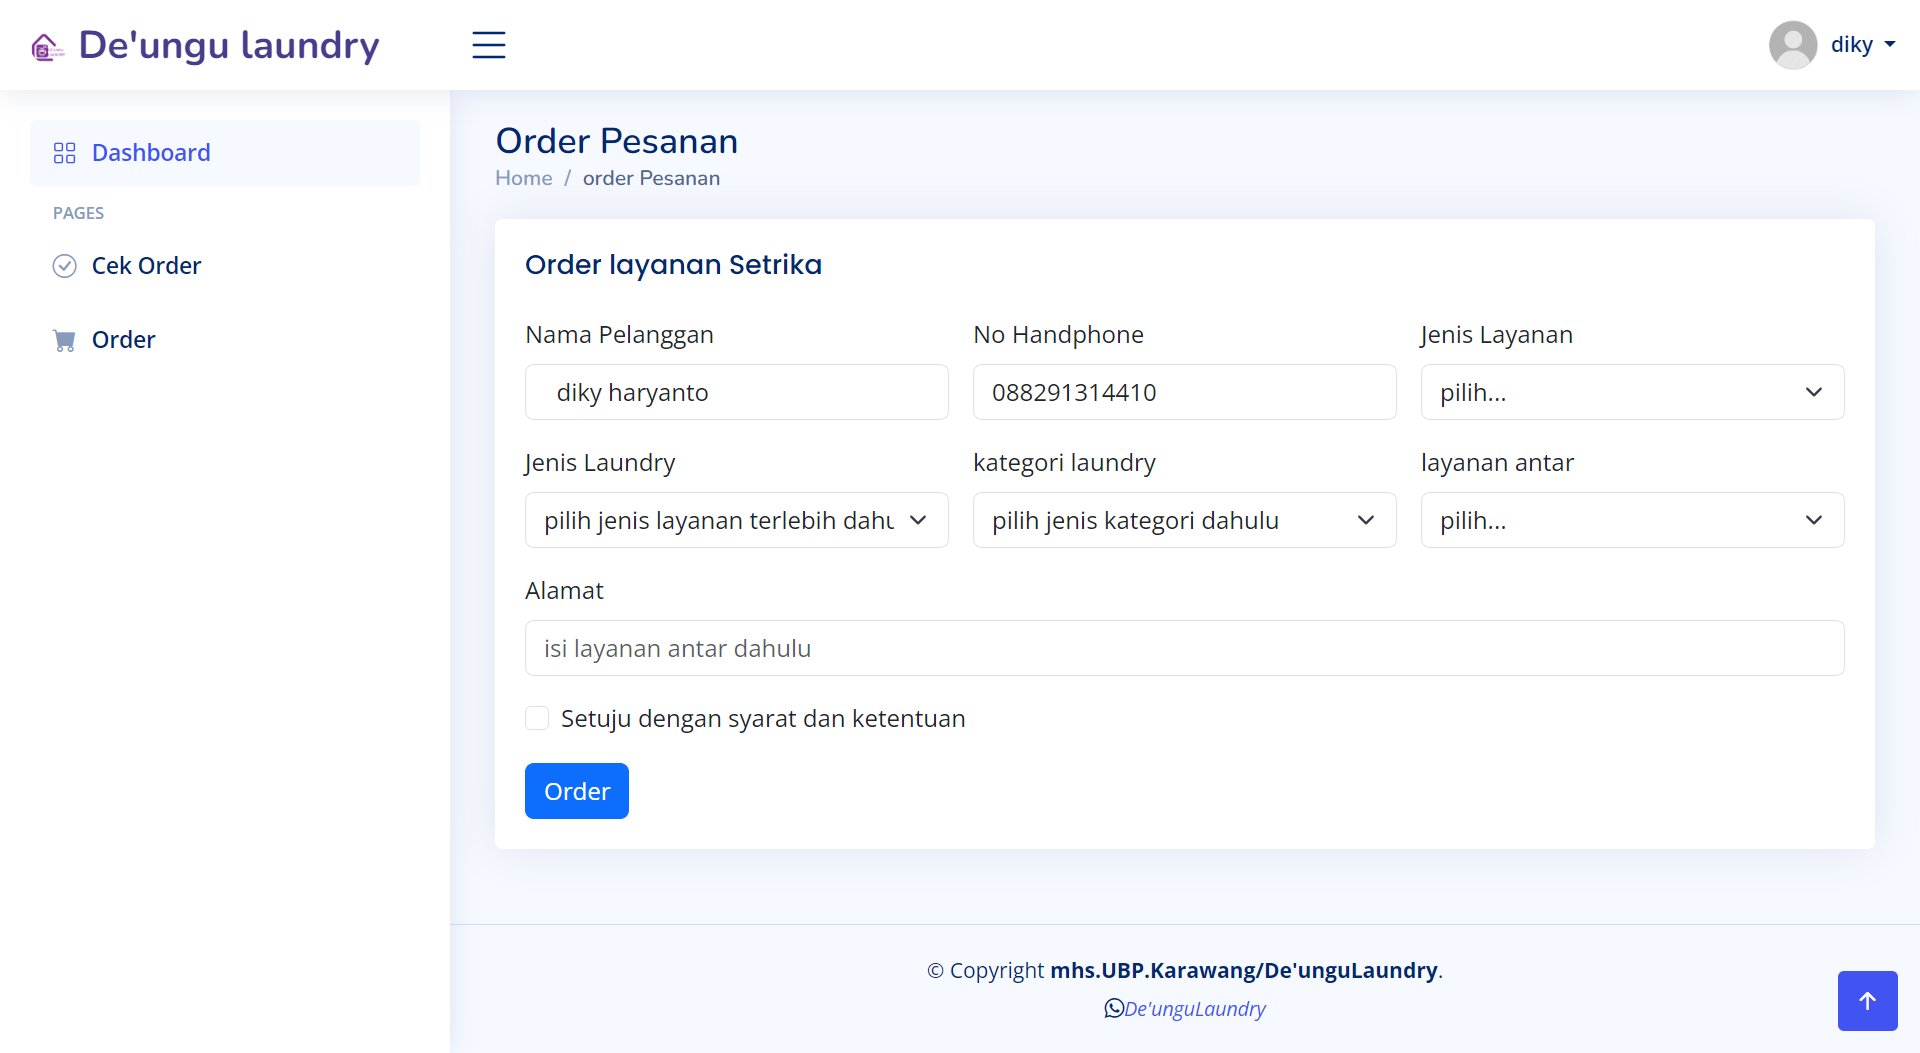 De'ungu laundry
diky
Dashboard
PAGES
Cek Order
Order
Order Pesanan
Home / order Pesanan
Order layanan Setrika
Nama Pelanggan
No Handphone
Jenis Layanan
diky haryanto
088291314410
pilih...
Jenis Laundry
kategori laundry
layanan antar
pilih jenis layanan terlebih dahu
pilih jenis kategori dahulu
pilih...
Alamat
isi layanan antar dahulu
Setuju dengan syarat dan ketentuan
Order
© Copyright mhs.UBP.Karawang/De'unguLaundry.
De'unguLaundry